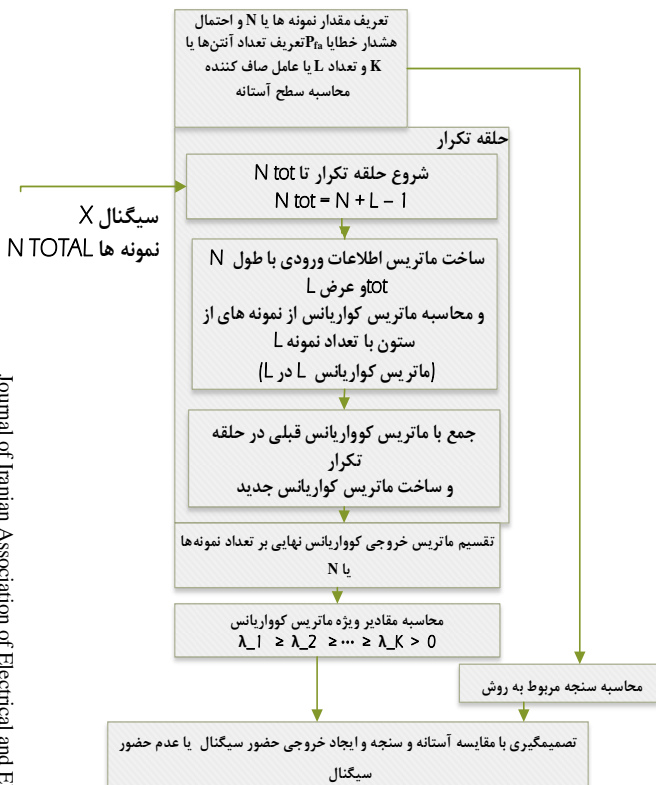 تعریف مقدار نمونه ها یا N و احتمال
هشدار خطایا Pfaتعریف تعداد آنتن‌ها یا
K و تعداد L یا عامل صاف کننده
محاسبه سطح آستانه
حلقه تکرار
شروع حلقه تکرار تا N tot
N tot = N + L – 1
سیگنال X
نمونه ها N TOTAL
ساخت ماتریس اطلاعات ورودی با طول N
totو عرض L
و محاسبه ماتریس کواریانس از نمونه های از
ستون با تعداد نمونه L
(ماتریس کواریانس L در L)
جمع با ماتریس کوواریانس قبلی در حلقه
تکرار
و ساخت ماتریس کواریانس جدید
تقسیم ماتریس خروجی کوواریانس نهایی بر تعداد نمونه‌ها
یا N
محاسبه مقادیر ویژه ماتریس کوواریانس
λ_1 ≥ λ_2 ≥ ⋯ ≥ λ_K > 0
محاسبه سنجه مربوط به روش
تصمیمگیری با مقایسه آستانه و سنجه و ایجاد خروجی حضور سیگنال یا عدم حضور
سیگنال
Journal of Iranian Association of Electrical and E